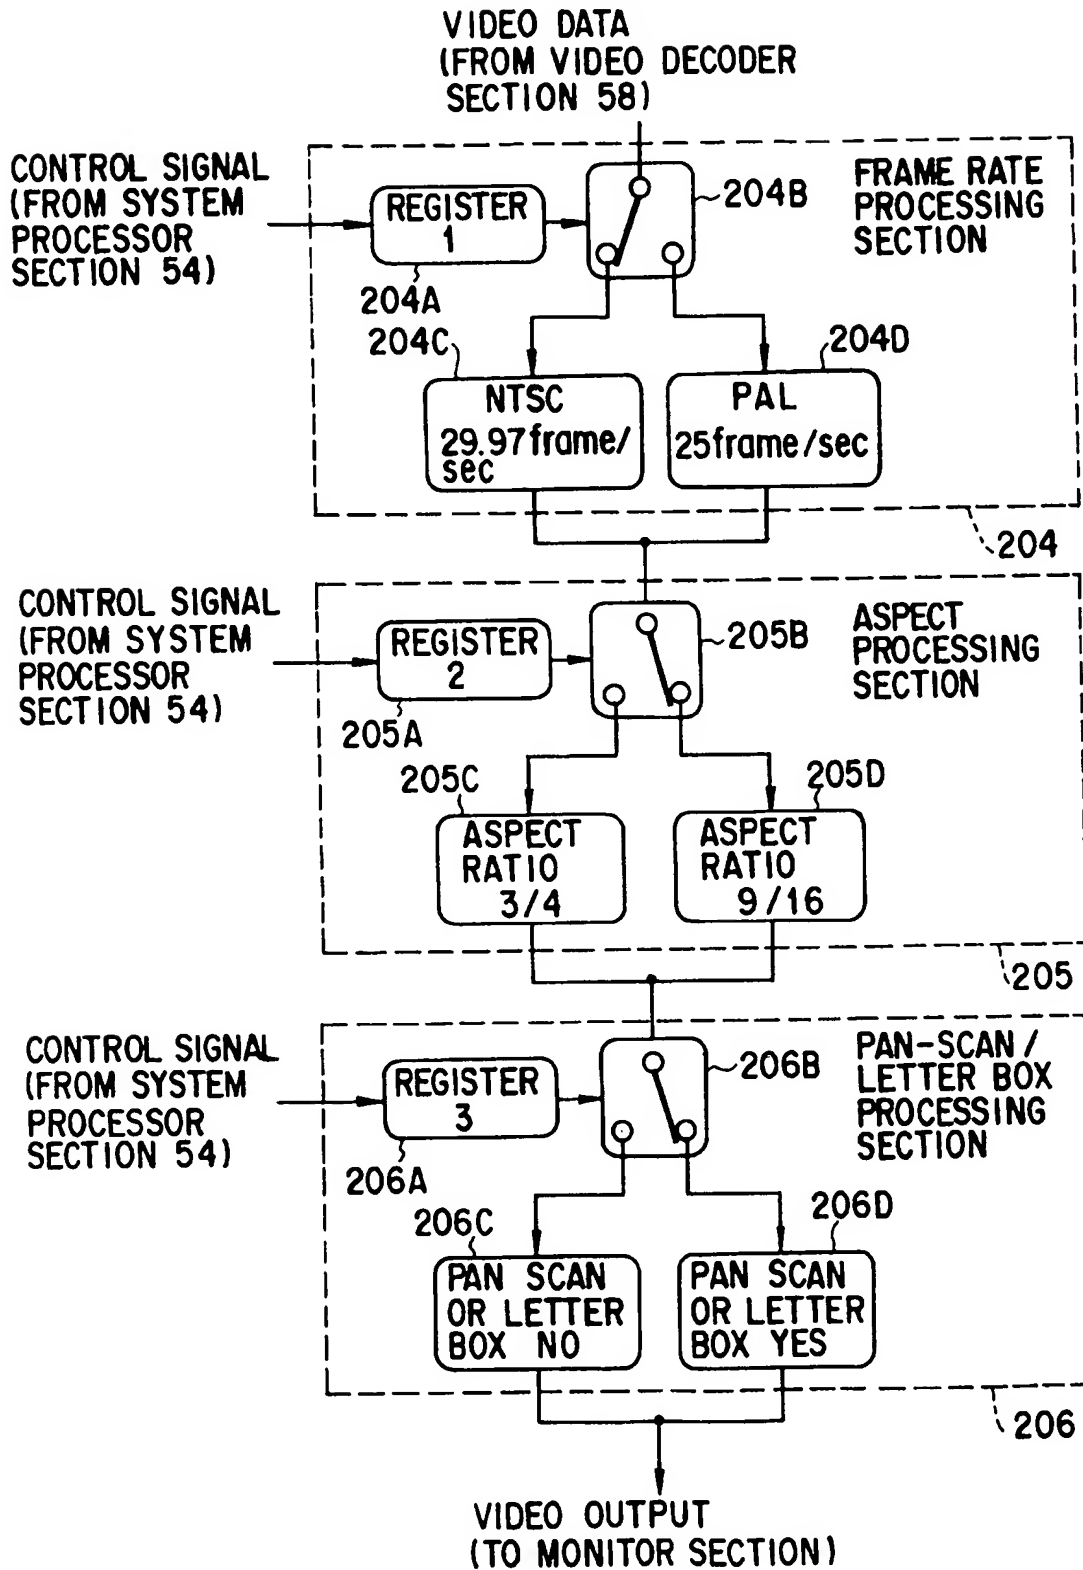 VIDEO DATA
(FROM VIDEO DECODER
SECTION 58)
CONTROL SIGNAL
(FROM SYSTEM
PROCESSOR
SECTION 54)
REGISTER
1
204A
204B
FRAME RATE
PROCESSING
SECTION
204C
NTSC
29.97frame/
sec
204D
PAL
25frame/sec
204
CONTROL SIGNAL
(FROM SYSTEM
PROCESSOR
SECTION 54)
REGISTER
2
205A
205B
ASPECT
PROCESSING
SECTION
205C
ASPECT
RATIO
3/4
205D
ASPECT
RATIO
9/16
205
CONTROL SIGNAL
(FROM SYSTEM
PROCESSOR
SECTION 54)
REGISTER
3
206A
206B
PAN-SCAN/
LETTER BOX
PROCESSING
SECTION
206C
PAN SCAN
OR LETTER
BOX NO
206D
PAN SCAN
OR LETTER
BOX YES
206
VIDEO OUTPUT
(TO MONITOR SECTION)